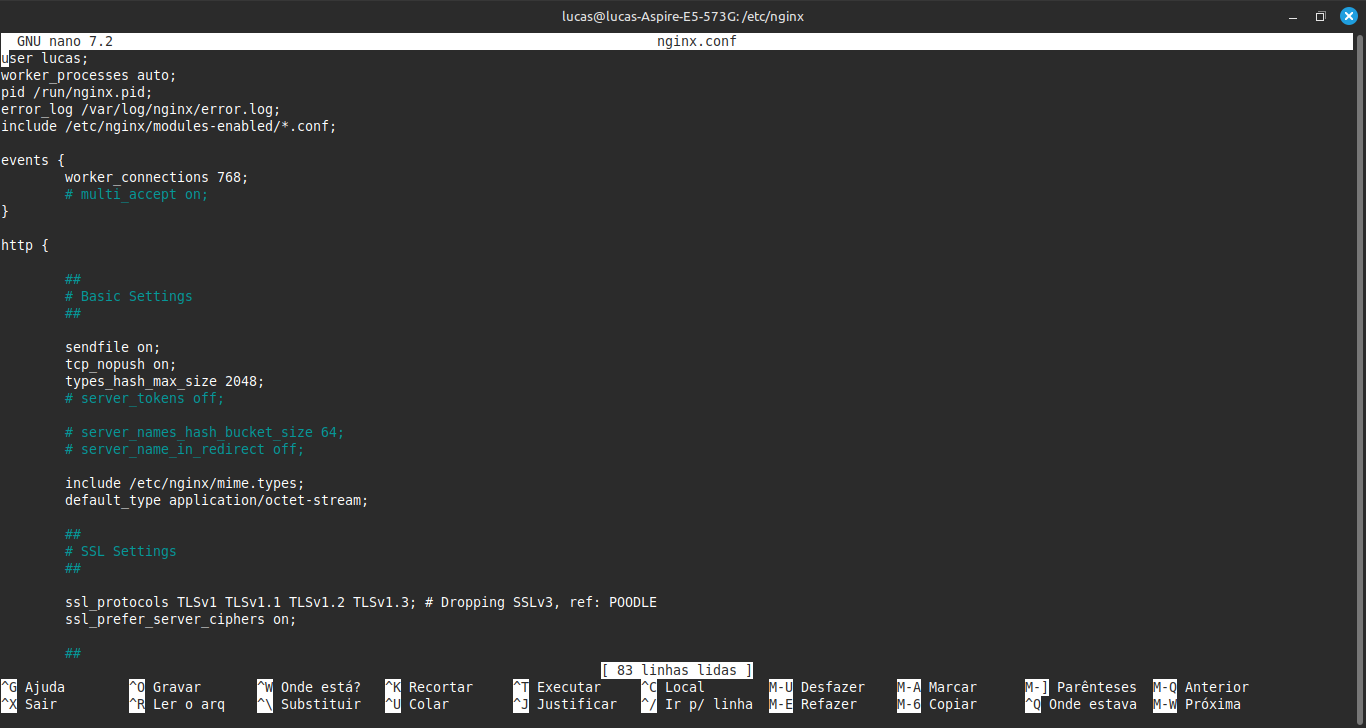 lucas@lucas-Aspire-E5-573G: /etc/nginx
GNU nano 7.2 nginx.conf
user lucas;
worker_processes auto;
pid /run/nginx.pid;
error_log /var/log/nginx/error.log;
include /etc/nginx/modules-enabled/*.conf;

events {
        worker_connections 768;
        # multi_accept on;
}

http {

        ##
        # Basic Settings
        ##

        sendfile on;
        tcp_nopush on;
        types_hash_max_size 2048;
        # server_tokens off;

        # server_names_hash_bucket_size 64;
        # server_name_in_redirect off;

        include /etc/nginx/mime.types;
        default_type application/octet-stream;

        ##
        # SSL Settings
        ##

        ssl_protocols TLSv1 TLSv1.1 TLSv1.2 TLSv1.3; # Dropping SSLv3, ref: POODLE
        ssl_prefer_server_ciphers on;

        ##
[ 83 linhas lidas ]
^G Ajuda ^O Gravar ^W Onde está? ^K Recortar ^T Executar ^C Local M-U Desfazer M-A Marcar M-] Parênteses M-Q Anterior
^X Sair ^R Ler o arq ^\ Substituir ^U Colar ^J Justificar ^/ Ir p/ linha M-E Refazer M-6 Copiar ^Q Onde estava M-W Próxima